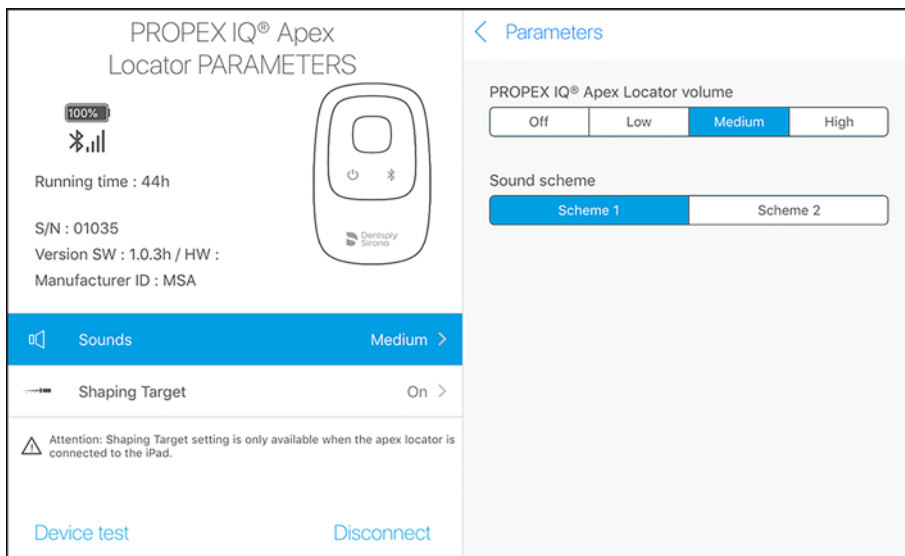 PROPEX IQ® Apex
Locator PARAMETERS
100%
Running time : 44h
S/N : 01035
Version SW : 1.0.3h / HW :
Manufacturer ID : MSA
Dentsply
Sirona
Sounds Medium >
Shaping Target On >
Attention: Shaping Target setting is only available when the apex locator is
connected to the iPad.
Device test Disconnect
< Parameters
PROPEX IQ® Apex Locator volume
Off Low Medium High
Sound scheme
Scheme 1 Scheme 2